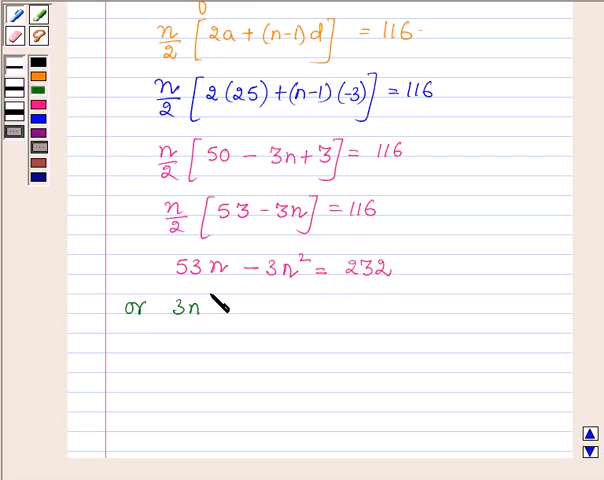 n/2 [2a + (n-1)d] = 116
n/2 [2(25) + (n-1)(-3)] = 116
n/2 [50 - 3n + 3] = 116
n/2 [53 - 3n] = 116
53n - 3n² = 232
or 3n